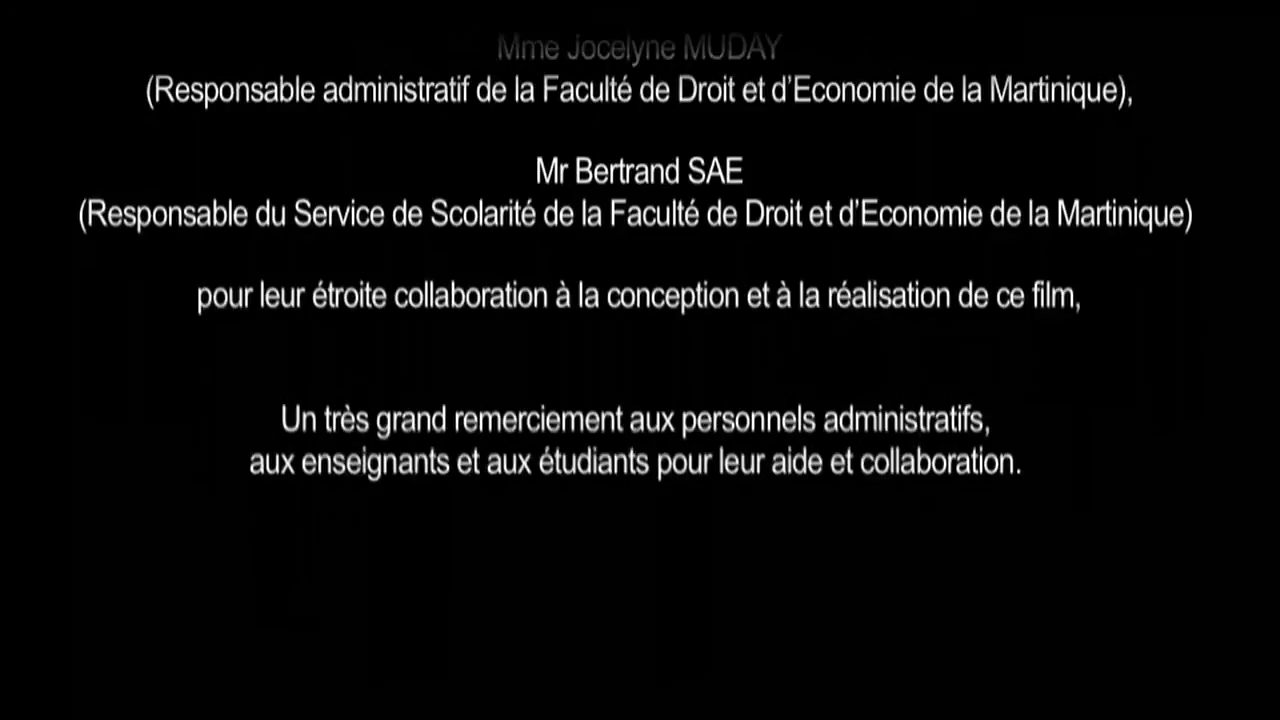 Mme Jocelyne MUDAY
(Responsable administratif de la Faculté de Droit et d’Economie de la Martinique),
Mr Bertrand SAE
(Responsable du Service de Scolarité de la Faculté de Droit et d’Economie de la Martinique)
pour leur étroite collaboration à la conception et à la réalisation de ce film,
Un très grand remerciement aux personnels administratifs,
aux enseignants et aux étudiants pour leur aide et collaboration.